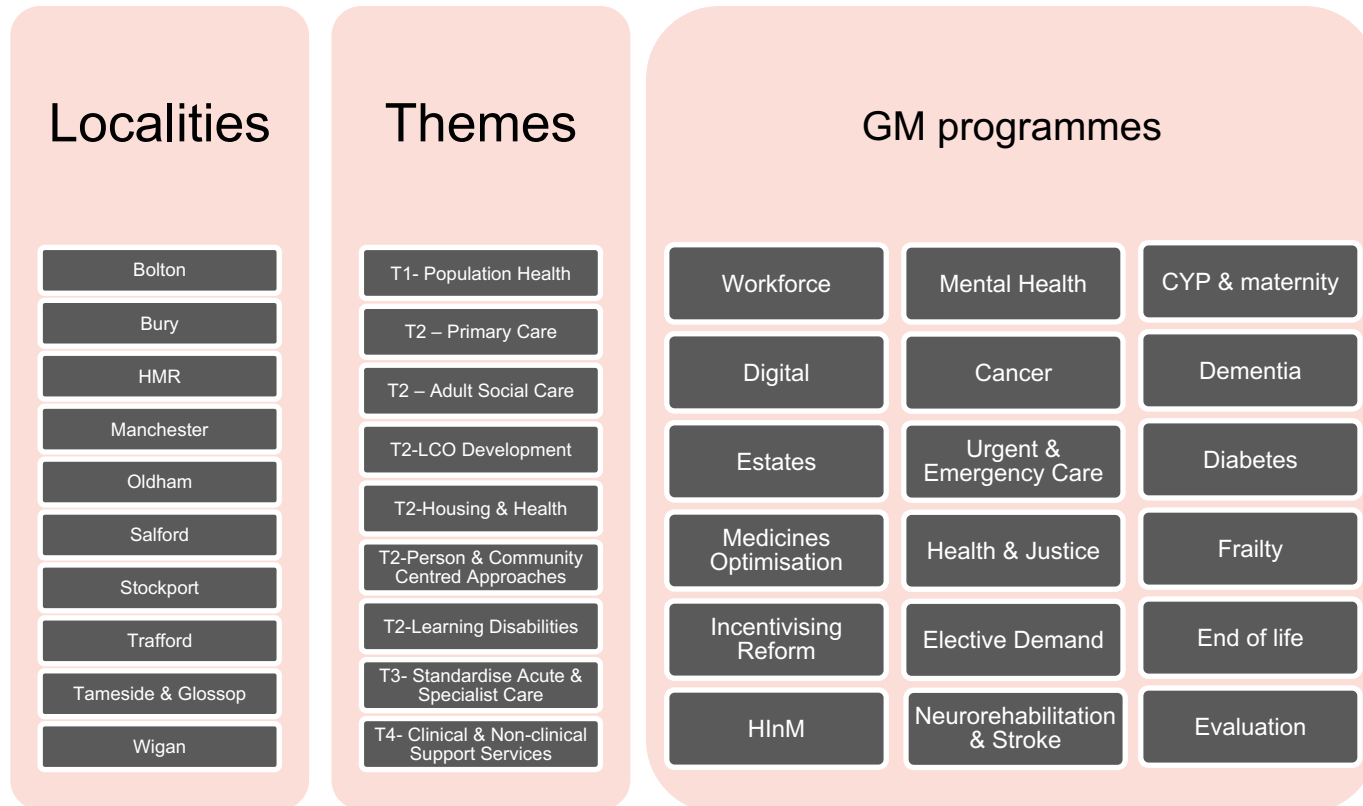 Localities
Bolton
Bury
HMR
Manchester
Oldham
Salford
Stockport
Trafford
Tameside & Glossop
Wigan
Themes
T1- Population Health
T2 – Primary Care
T2 – Adult Social Care
T2-LCO Development
T2-Housing & Health
T2-Person & Community
Centred Approaches
T2-Learning Disabilities
T3- Standardise Acute &
Specialist Care
T4- Clinical & Non-clinical
Support Services
GM programmes
Workforce
Digital
Estates
Medicines
Optimisation
Incentivising
Reform
HInM
Mental Health
Cancer
Urgent &
Emergency Care
Health & Justice
Elective Demand
Neurorehabilitation
& Stroke
CYP & maternity
Dementia
Diabetes
Frailty
End of life
Evaluation